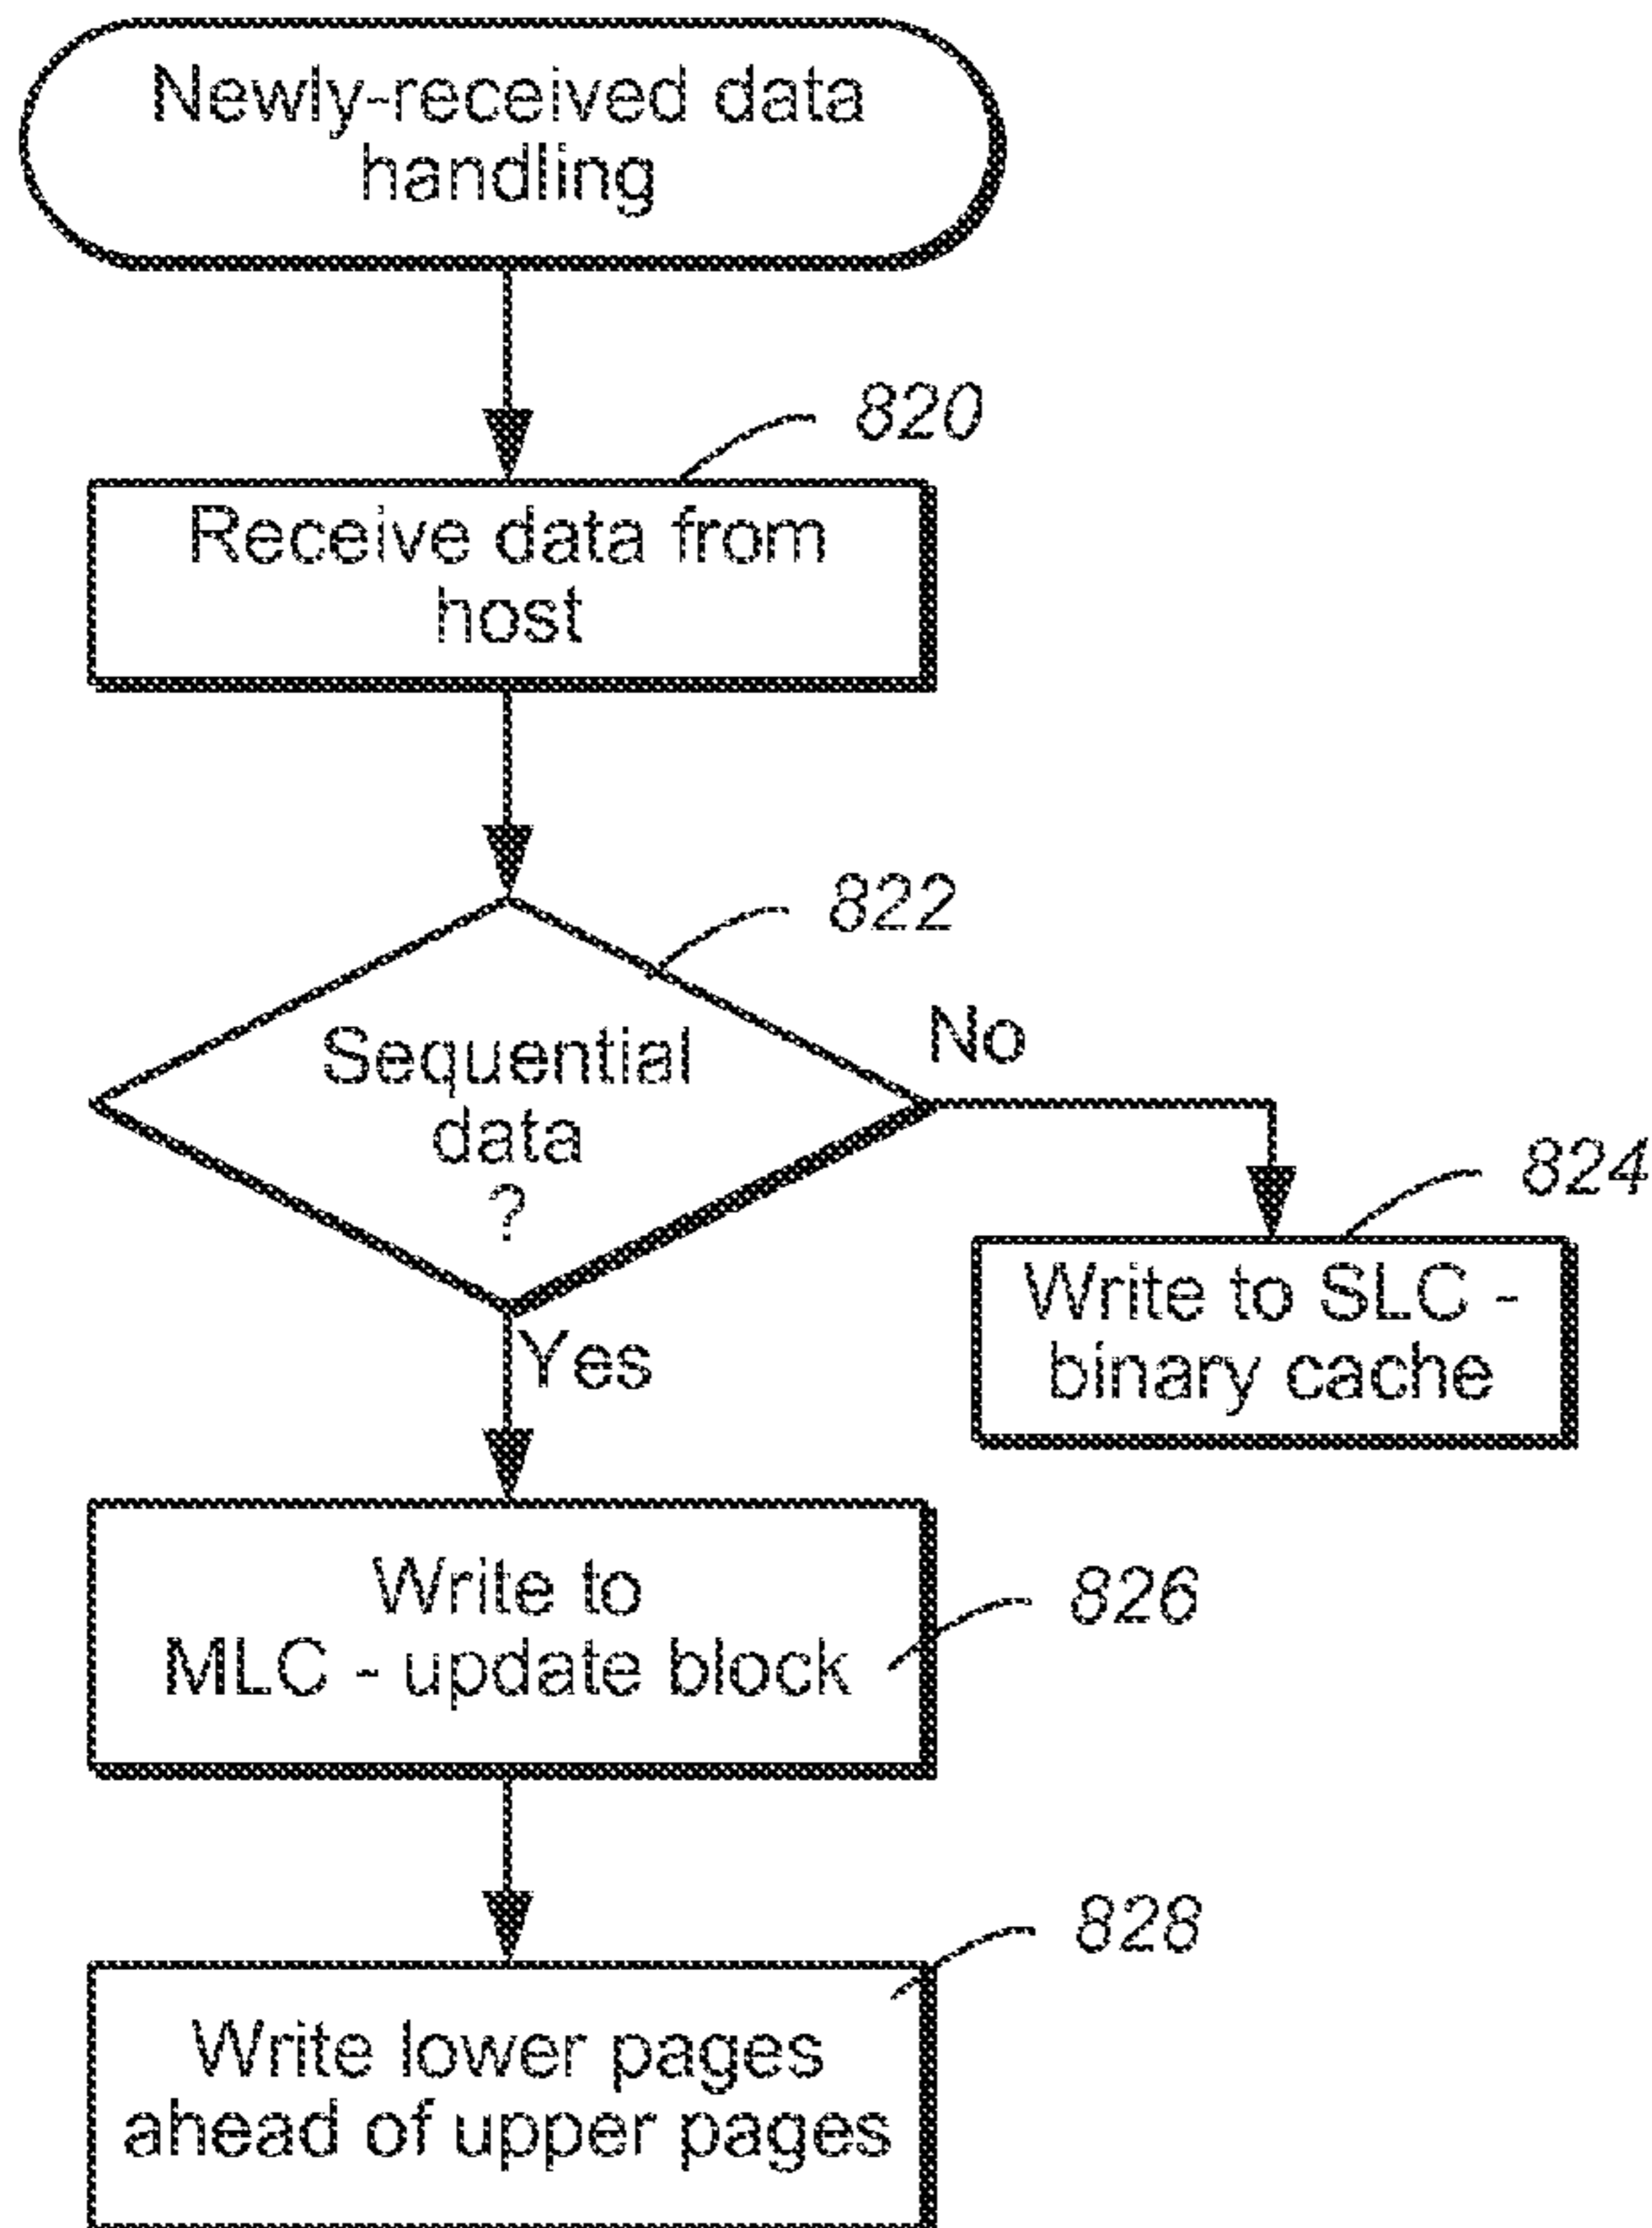 Newly-received data
handling
820
Receive data from
host
822
Sequential
data
?
No
824
Write to SLC -
binary cache
Yes
826
Write to
MLC - update block
828
Write lower pages
ahead of upper pages